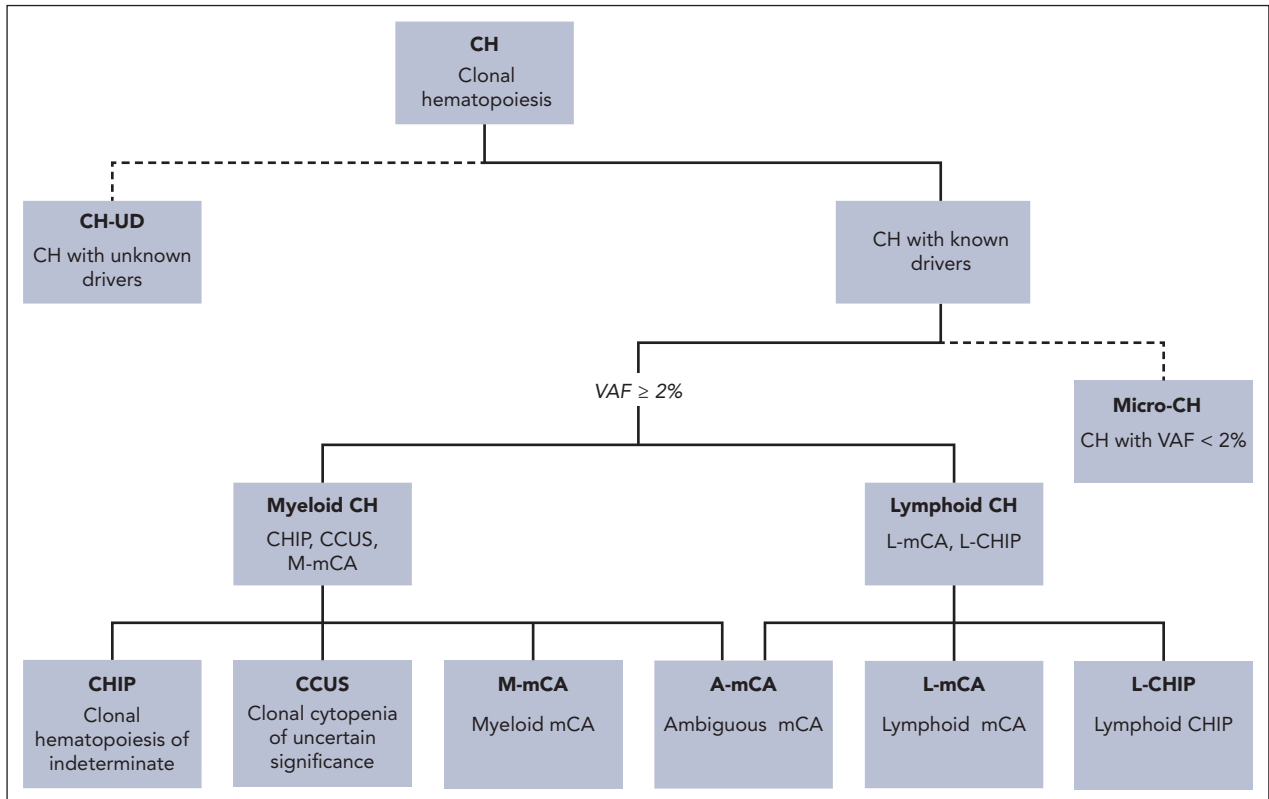 CH
Clonal
hematopoiesis
CH-UD
CH with unknown
drivers
CH with known
drivers
VAF ≥ 2%
Micro-CH
CH with VAF < 2%
Myeloid CH
CHIP, CCUS,
M-mCA
Lymphoid CH
L-mCA, L-CHIP
CHIP
Clonal
hematopoiesis of
indeterminate
CCUS
Clonal cytopenia
of uncertain
significance
M-mCA
Myeloid mCA
A-mCA
Ambiguous mCA
L-mCA
Lymphoid mCA
L-CHIP
Lymphoid CHIP